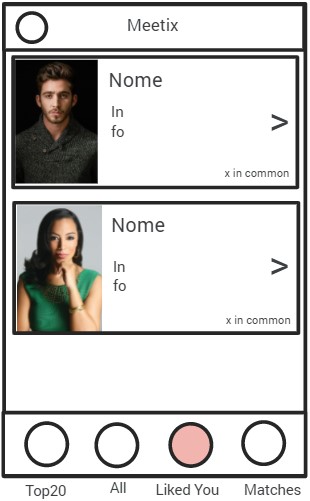 Meetix
Nome
In
fo
>
x in common
Nome
In
fo
>
x in common
Top20
All
Liked You
Matches